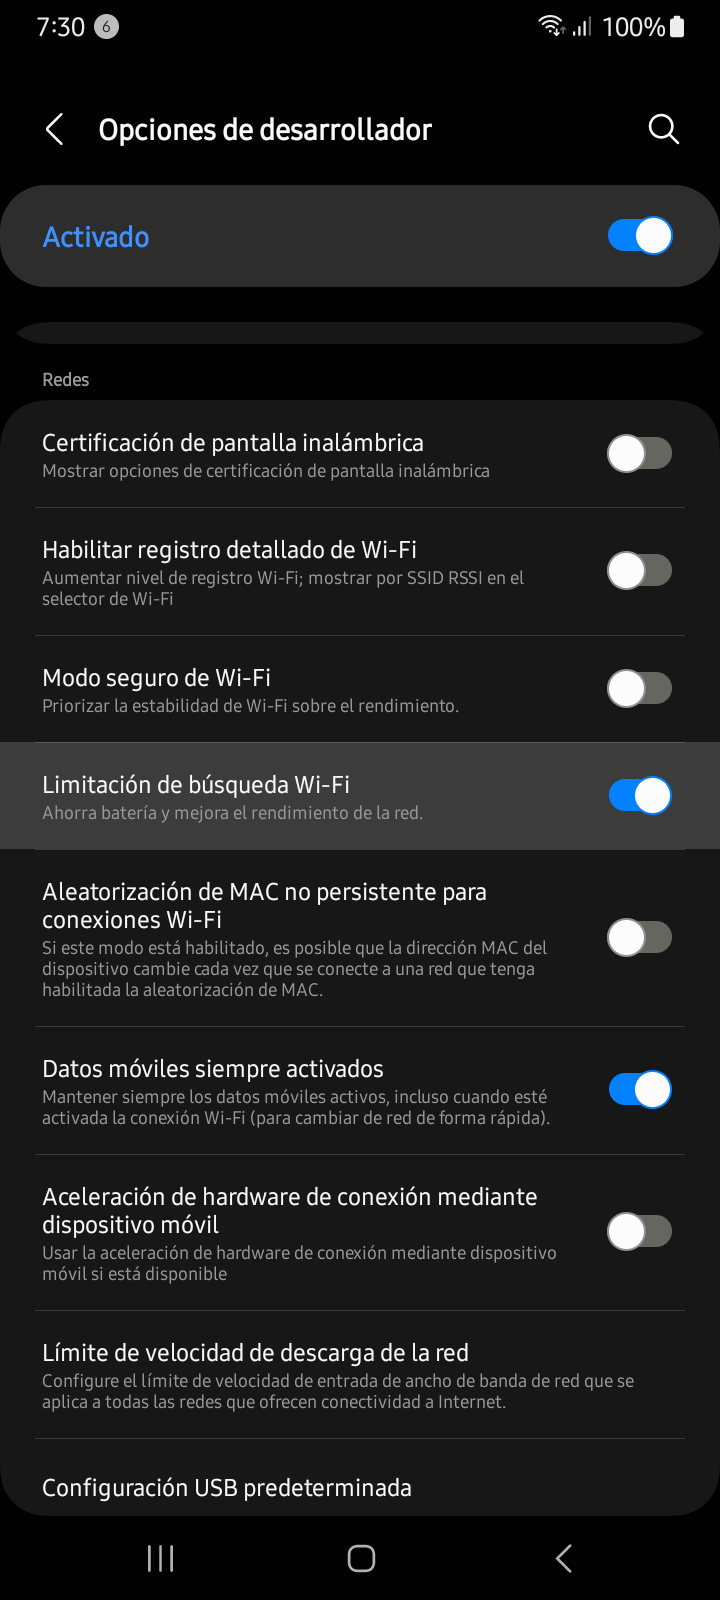 7:30 6 100%
Opciones de desarrollador
Activado
Redes
Certificación de pantalla inalámbrica
Mostrar opciones de certificación de pantalla inalámbrica
Habilitar registro detallado de Wi-Fi
Aumentar nivel de registro Wi-Fi; mostrar por SSID RSSI en el
selector de Wi-Fi
Modo seguro de Wi-Fi
Priorizar la estabilidad de Wi-Fi sobre el rendimiento.
Limitación de búsqueda Wi-Fi
Ahorra batería y mejora el rendimiento de la red.
Aleatorización de MAC no persistente para
conexiones Wi-Fi
Si este modo está habilitado, es posible que la dirección MAC del
dispositivo cambie cada vez que se conecte a una red que tenga
habilitada la aleatorización de MAC.
Datos móviles siempre activados
Mantener siempre los datos móviles activos, incluso cuando esté
activada la conexión Wi-Fi (para cambiar de red de forma rápida).
Aceleración de hardware de conexión mediante
dispositivo móvil
Usar la aceleración de hardware de conexión mediante dispositivo
móvil si está disponible
Límite de velocidad de descarga de la red
Configure el límite de velocidad de entrada de ancho de banda de red que se
aplica a todas las redes que ofrecen conectividad a Internet.
Configuración USB predeterminada